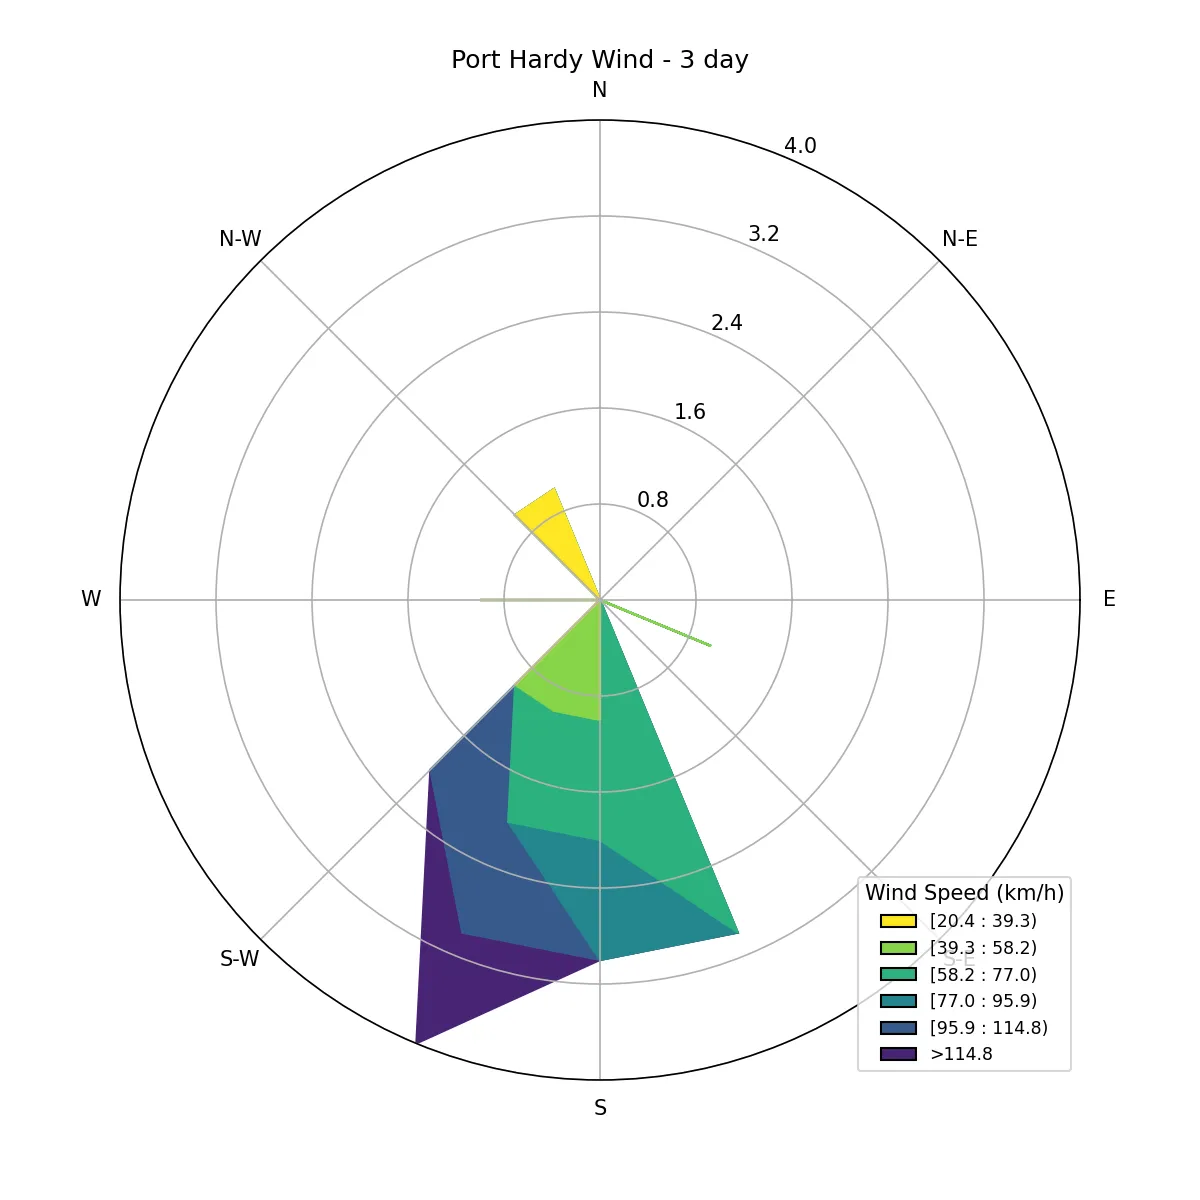 Port Hardy Wind - 3 day
N
4.0
N-W
3.2
N-E
2.4
1.6
0.8
W
E
Wind Speed (km/h)
[20.4 : 39.3)
[39.3 : 58.2)
S-W
S-E
[58.2 : 77.0)
[77.0 : 95.9)
[95.9 : 114.8)
>114.8
S